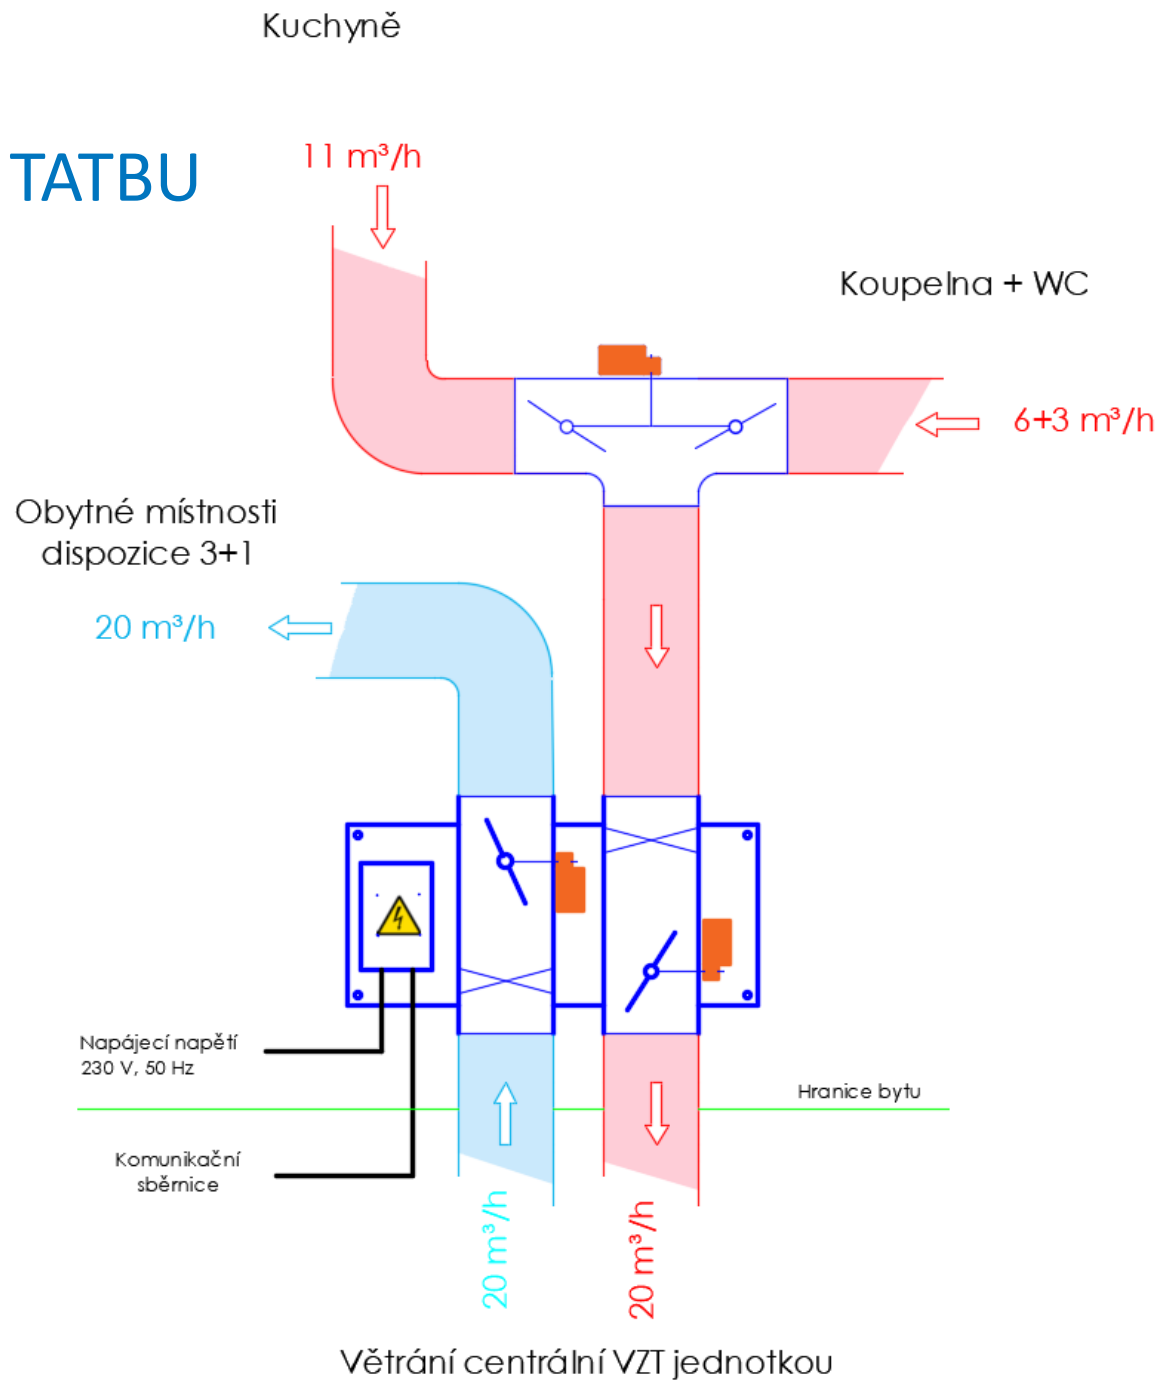 Kuchyně
TATBU
11 m³/h
Koupelna + WC
6+3 m³/h
Obytné místnosti
dispozice 3+1
20 m³/h
Napájecí napětí
230 V, 50 Hz
Hranice bytu
Komunikační
sběrnice
20 m³/h
20 m³/h
Větrání centrální VZT jednotkou